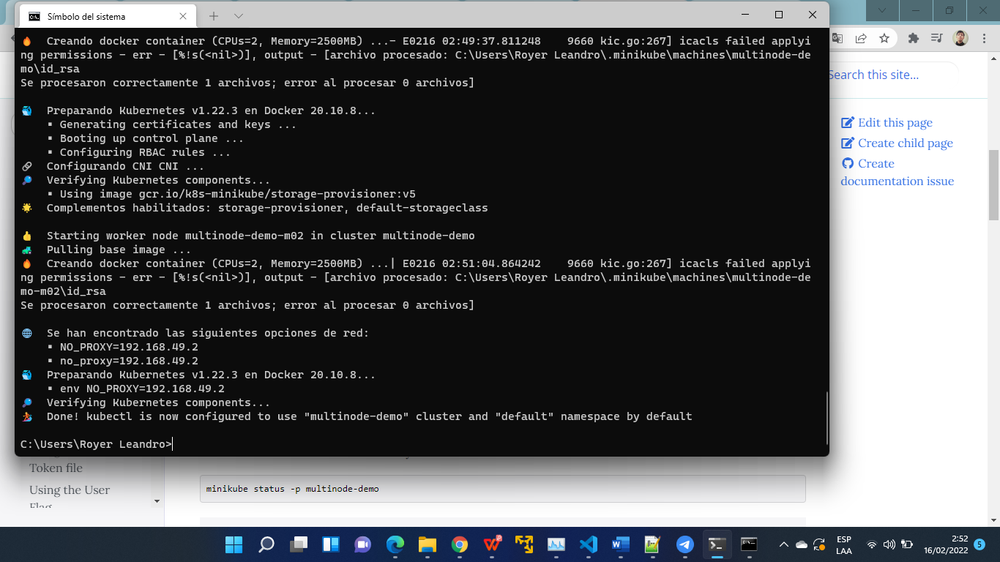 Símbolo del sistema
Creando docker container (CPUs=2, Memory=2500MB) ...- E0216 02:49:37.811248    9660 kic.go:267] icacls failed applyi
ng permissions - err - [%!s(<nil>)], output - [archivo procesado: C:\Users\Royer Leandro\.minikube\machines\multinode-de
mo\id_rsa
Se procesaron correctamente 1 archivos; error al procesar 0 archivos]
Preparando Kubernetes v1.22.3 en Docker 20.10.8...
▪ Generating certificates and keys ...
▪ Booting up control plane ...
▪ Configuring RBAC rules ...
Configurando CNI CNI ...
Verifying Kubernetes components...
▪ Using image gcr.io/k8s-minikube/storage-provisioner:v5
Complementos habilitados: storage-provisioner, default-storageclass
Starting worker node multinode-demo-m02 in cluster multinode-demo
Pulling base image ...
Creando docker container (CPUs=2, Memory=2500MB) ...| E0216 02:51:04.864242    9660 kic.go:267] icacls failed applyi
ng permissions - err - [%!s(<nil>)], output - [archivo procesado: C:\Users\Royer Leandro\.minikube\machines\multinode-de
mo-m02\id_rsa
Se procesaron correctamente 1 archivos; error al procesar 0 archivos]
Se han encontrado las siguientes opciones de red:
▪ NO_PROXY=192.168.49.2
▪ no_proxy=192.168.49.2
Preparando Kubernetes v1.22.3 en Docker 20.10.8...
▪ env NO_PROXY=192.168.49.2
Verifying Kubernetes components...
Done! kubectl is now configured to use "multinode-demo" cluster and "default" namespace by default
C:\Users\Royer Leandro>
Search this site...
Edit this page
Create child page
Create
documentation issue
Token file
Using the User
Flag
minikube status -p multinode-demo
ESP
LAA
2:52
16/02/2022
5